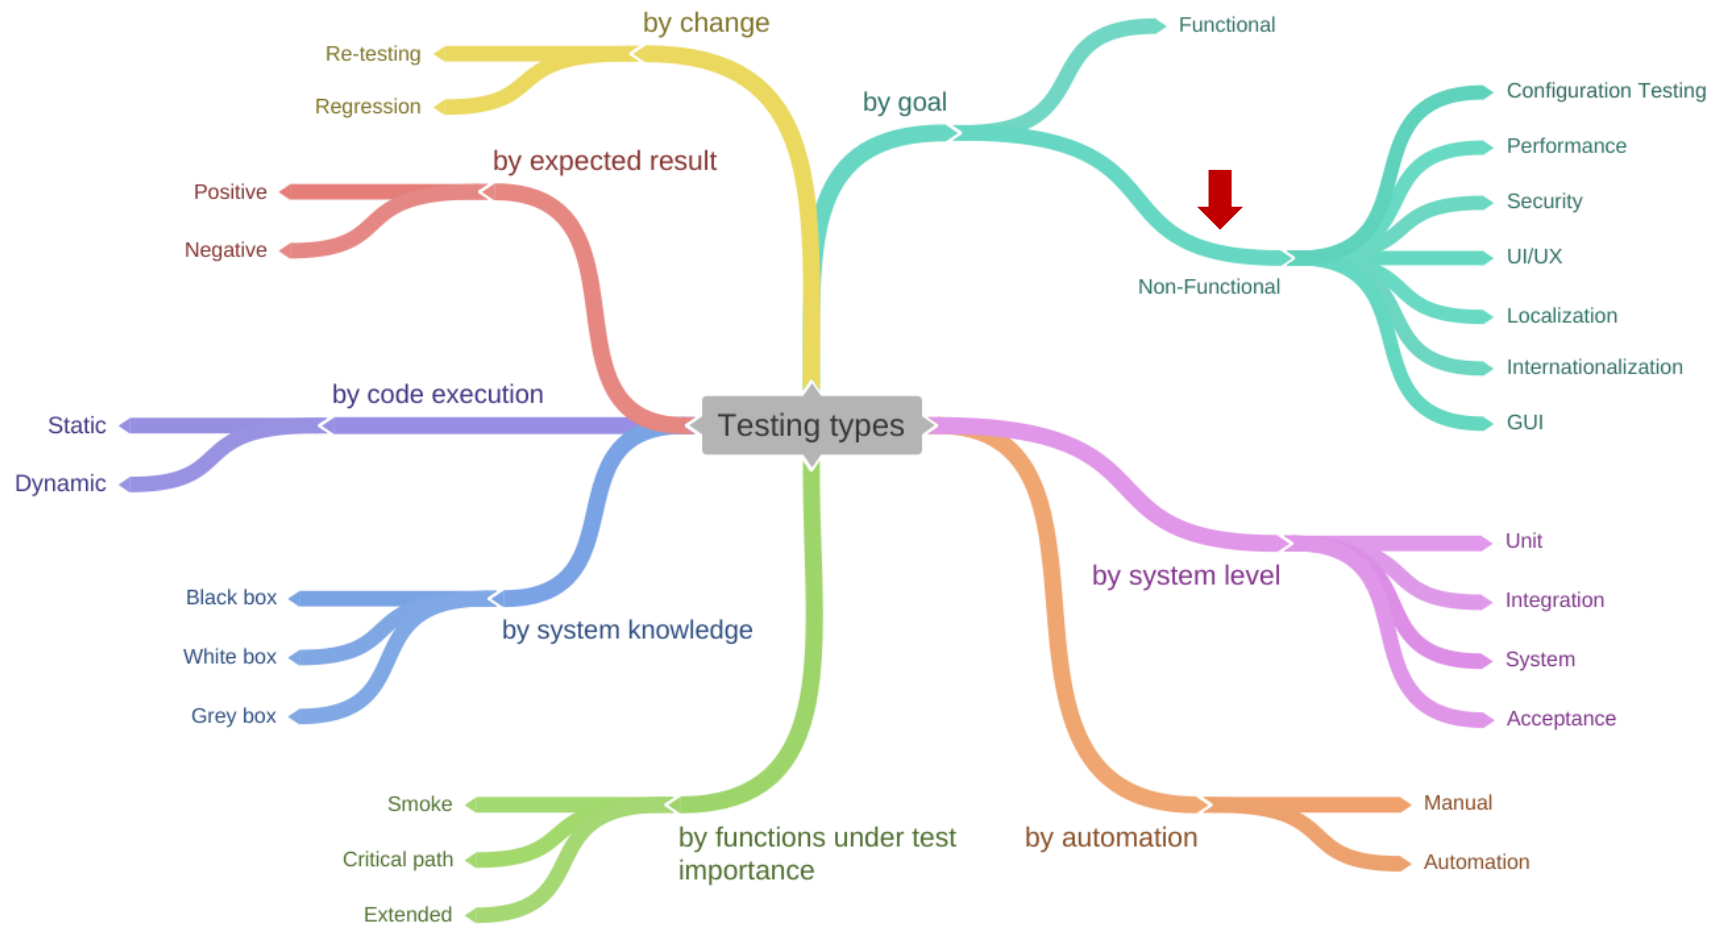 by change
Re-testing
Regression
by expected result
Positive
Negative
by code execution
Static
Dynamic
Black box
White box
Grey box
by system knowledge
Smoke
Critical path
Extended
by functions under test
importance
Testing types
by goal
Functional
Non-Functional
Configuration Testing
Performance
Security
UI/UX
Localization
Internationalization
GUI
by system level
Unit
Integration
System
Acceptance
by automation
Manual
Automation